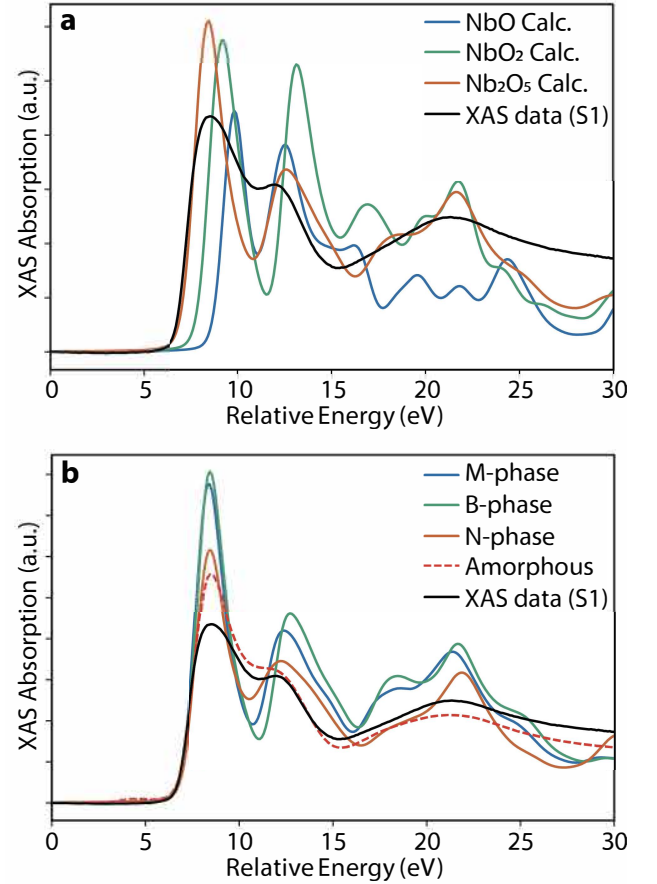 a
NbO Calc.
NbO₂ Calc.
Nb₂O₅ Calc.
XAS data (S1)
XAS Absorption (a.u.)
0 5 10 15 20 25 30
Relative Energy (eV)
b
M-phase
B-phase
N-phase
Amorphous
XAS data (S1)
XAS Absorption (a.u.)
0 5 10 15 20 25 30
Relative Energy (eV)